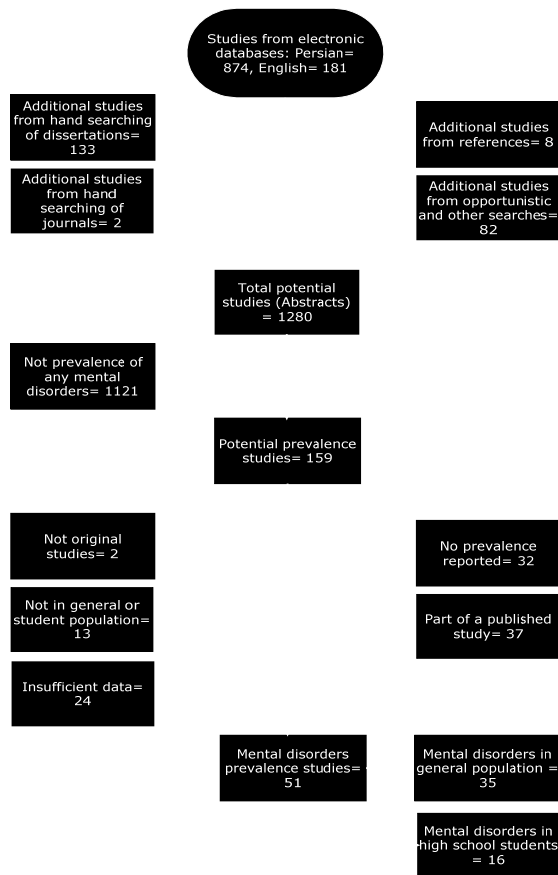 Studies from electronic
databases: Persian=
874, English= 181
Additional studies
from hand searching
of dissertations=
133
Additional studies
from references= 8
Additional studies
from hand
searching of
journals= 2
Additional studies
from opportunistic
and other searches=
82
Total potential
studies (Abstracts)
= 1280
Not prevalence of
any mental
disorders= 1121
Potential prevalence
studies= 159
Not original
studies= 2
No prevalence
reported= 32
Not in general or
student population=
13
Part of a published
study= 37
Insufficient data=
24
Mental disorders
prevalence studies=
51
Mental disorders in
general population =
35
Mental disorders in
high school students
= 16